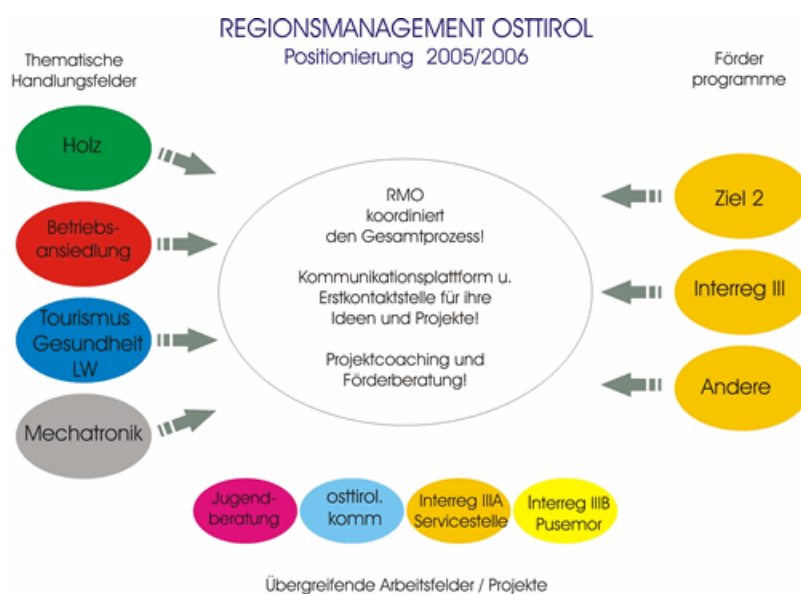 REGIONSMANAGEMENT OSTTIROL
Positionierung 2005/2006
Thematische
Handlungsfelder
Förder
programme
Holz
Betriebs-
ansiedlung
Tourismus
Gesundheit
LW
Mechatronik
RMO
koordiniert
den Gesamtprozess!
Kommunikationsplattform u.
Erstkontaktstelle für ihre
Ideen und Projekte!
Projektcoaching und
Förderberatung!
Ziel 2
Interreg III
Andere
Jugend-
beratung
osttirol.
komm
Interreg IIIA
Servicestelle
Interreg IIIB
Pusemor
Übergreifende Arbeitsfelder / Projekte